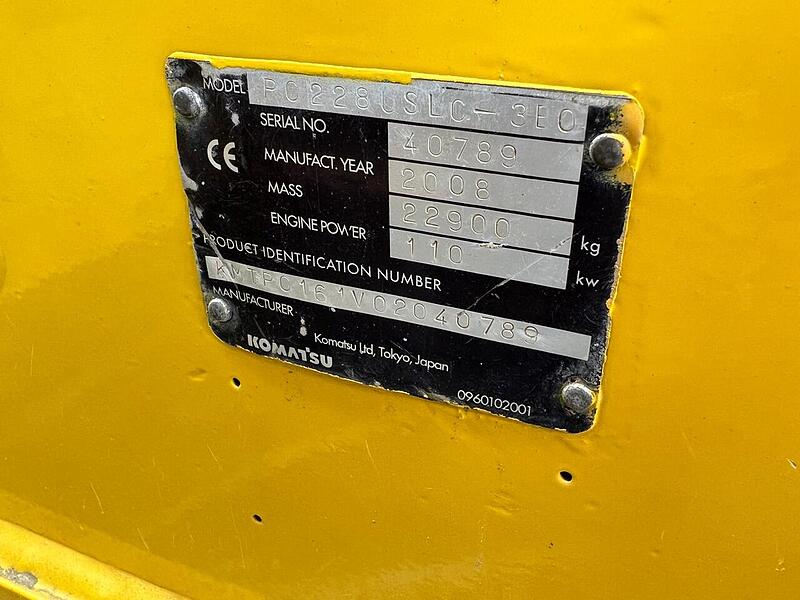 MODEL PC228USLC-3E0
SERIAL NO. 40789
CE
MANUFACT. YEAR 2008
MASS 22900 kg
ENGINE POWER 110 kw
PRODUCT IDENTIFICATION NUMBER
KMTPC161V02040789
MANUFACTURER
KOMATSU Komatsu Ltd, Tokyo, Japan
0960102001